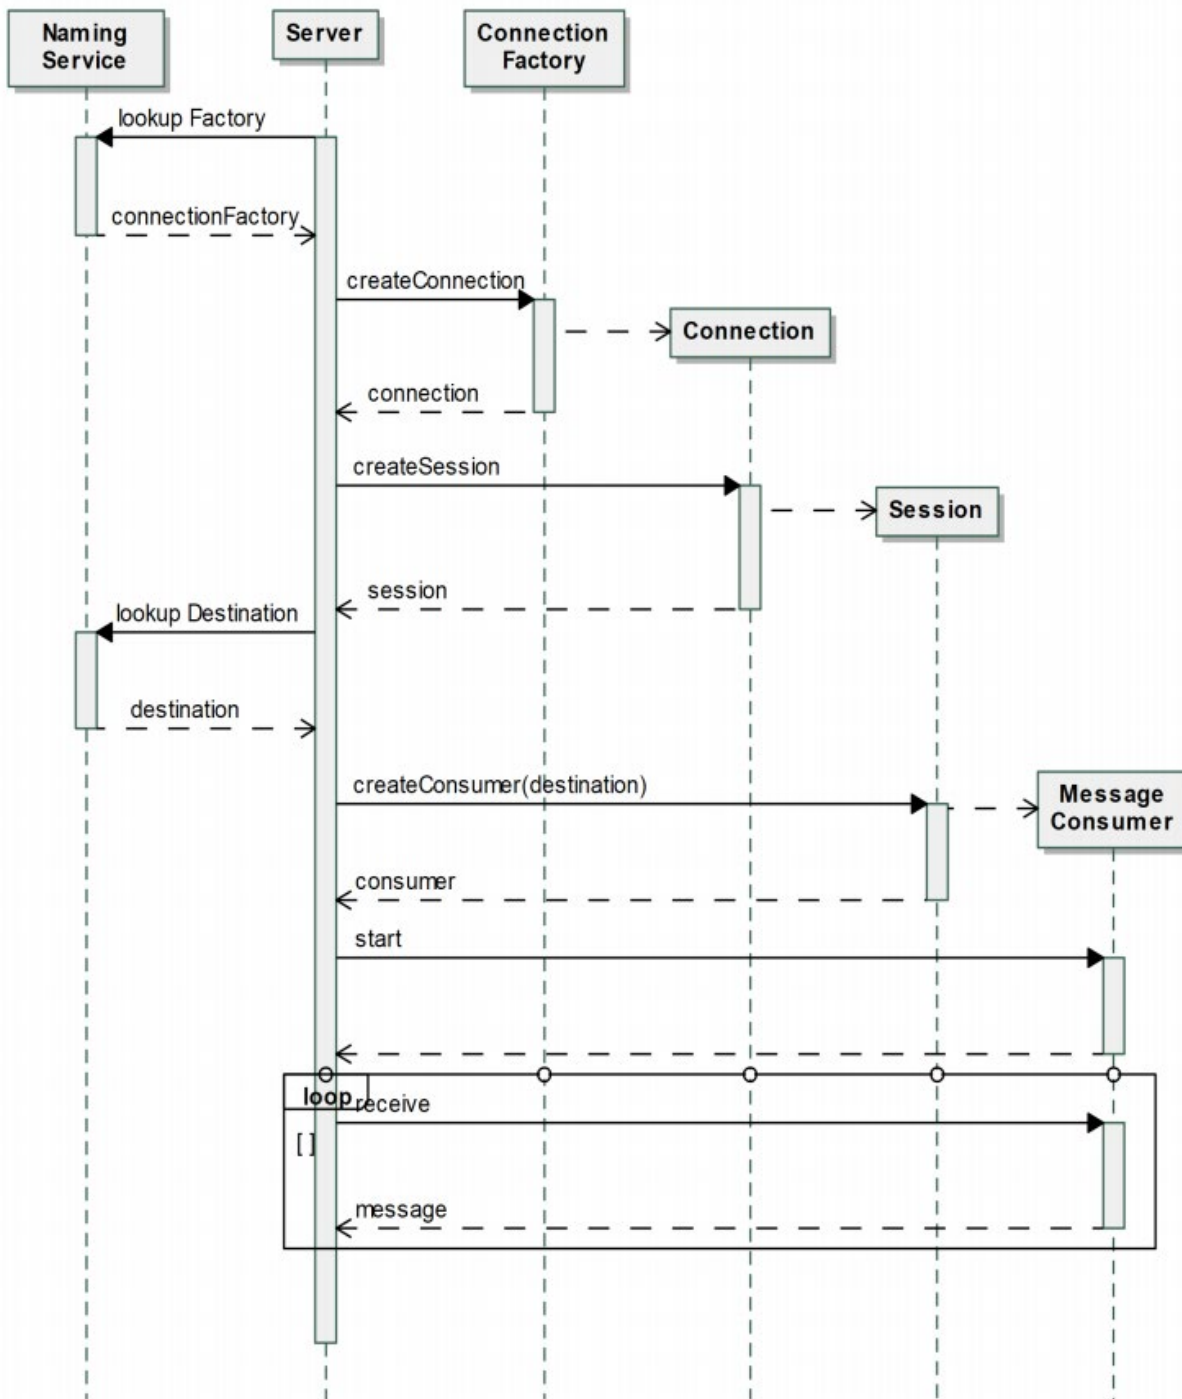 Naming
Service
Server
Connection
Factory
lookup Factory
connectionFactory
createConnection
Connection
connection
createSession
Session
session
lookup Destination
destination
createConsumer(destination)
Message
Consumer
consumer
start
loop
receive
[ ]
message